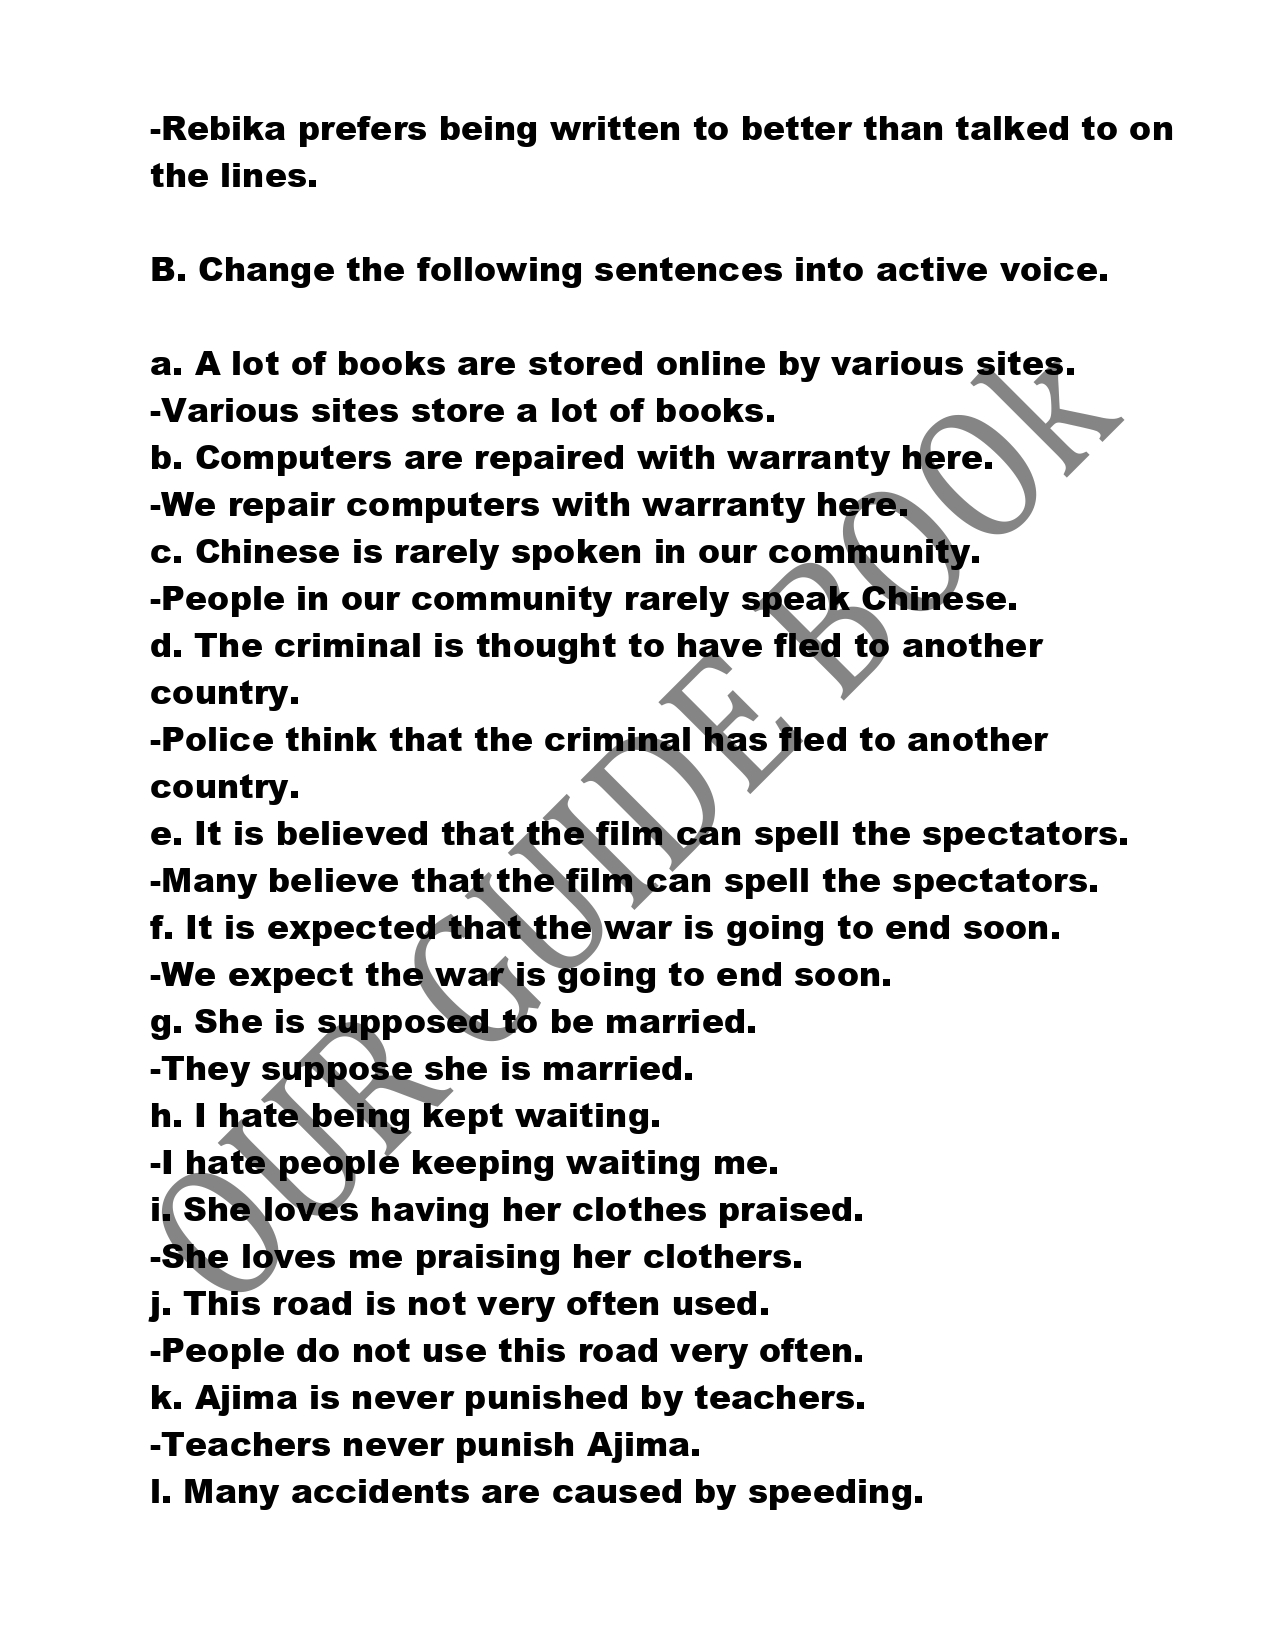 -Rebika prefers being written to better than talked to on
the lines.
B. Change the following sentences into active voice.
a. A lot of books are stored online by various sites.
-Various sites store a lot of books.
b. Computers are repaired with warranty here.
-We repair computers with warranty here.
c. Chinese is rarely spoken in our community.
-People in our community rarely speak Chinese.
d. The criminal is thought to have fled to another
country.
-Police think that the criminal has fled to another
country.
e. It is believed that the film can spell the spectators.
-Many believe that the film can spell the spectators.
f. It is expected that the war is going to end soon.
-We expect the war is going to end soon.
g. She is supposed to be married.
-They suppose she is married.
h. I hate being kept waiting.
-I hate people keeping waiting me.
i. She loves having her clothes praised.
-She loves me praising her clothers.
j. This road is not very often used.
-People do not use this road very often.
k. Ajima is never punished by teachers.
-Teachers never punish Ajima.
l. Many accidents are caused by speeding.
OUR GUIDE BOOk